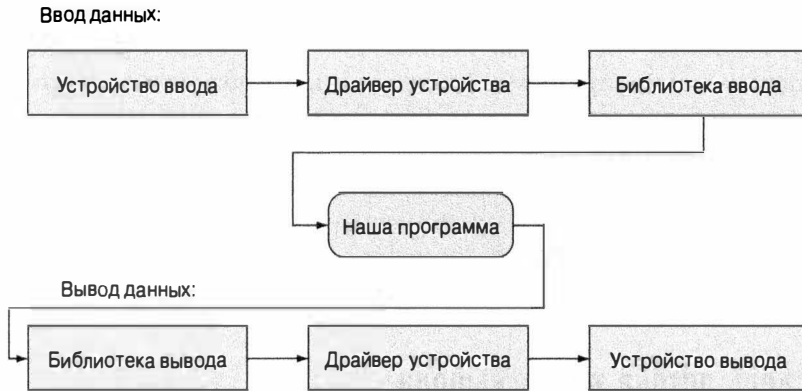 Ввод данных:
Устройство ввода
Драйвер устройства
Библиотека ввода
Наша программа
Вывод данных:
Библиотека вывода
Драйвер устройства
Устройство вывода